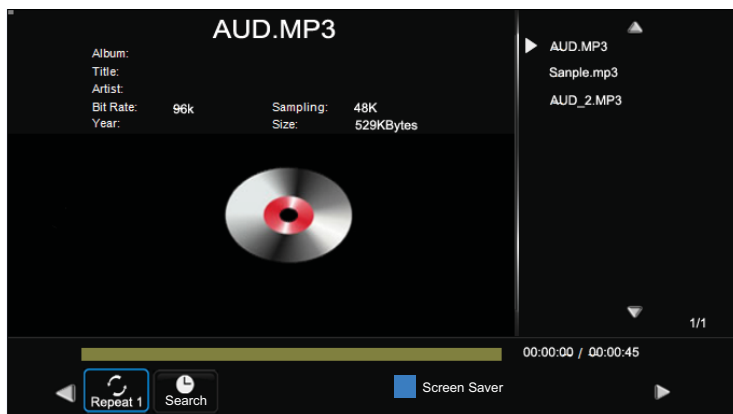 AUD.MP3
Album:
Title:
Artist:
Bit Rate: 96k Sampling: 48K
Year: Size: 529KBytes
AUD.MP3
Sanple.mp3
AUD_2.MP3
1/1
00:00:00 / 00:00:45
Repeat 1 Search Screen Saver